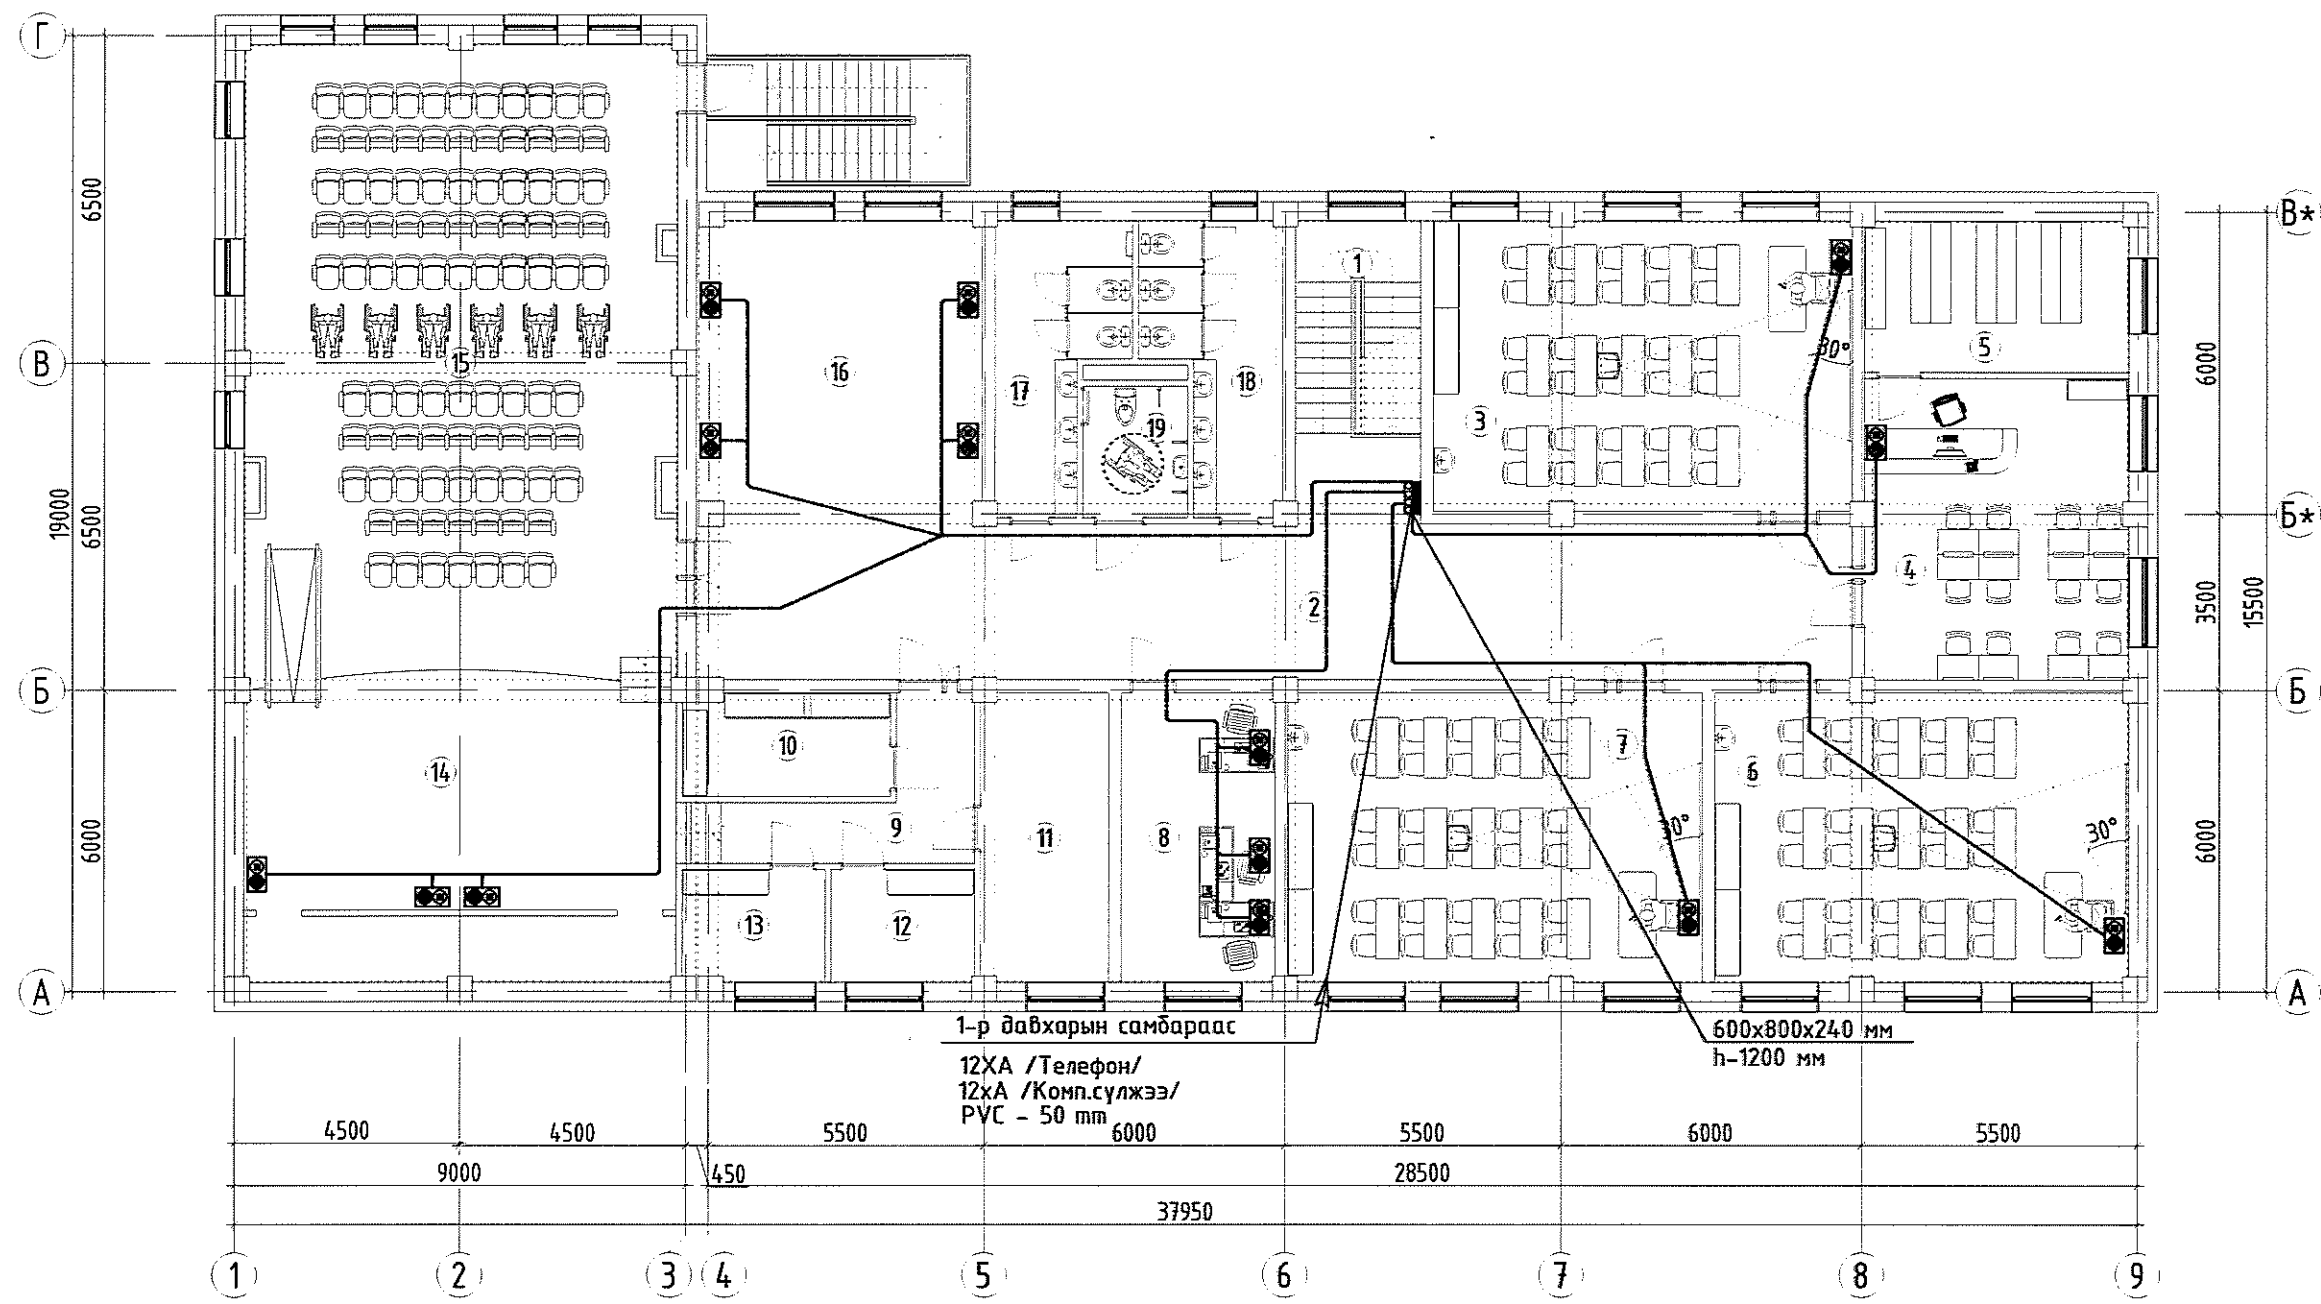 Г
В
Б
А
6500
6500
19000
6000
В*
Б*
Б
А
6000
3500
15500
6000
1
2
3
4
5
6
7
8
9
10
11
12
13
14
15
16
17
18
19
30°
30°
30°
1-р давхарын самбараас
12ХА /Телефон/
12хА /Комп.сүлжээ/
PVC - 50 mm
600x800x240 мм
h-1200 мм
4500 4500 5500 6000 5500 6000 5500
9000 450 28500
37950
1 2 3 4 5 6 7 8 9